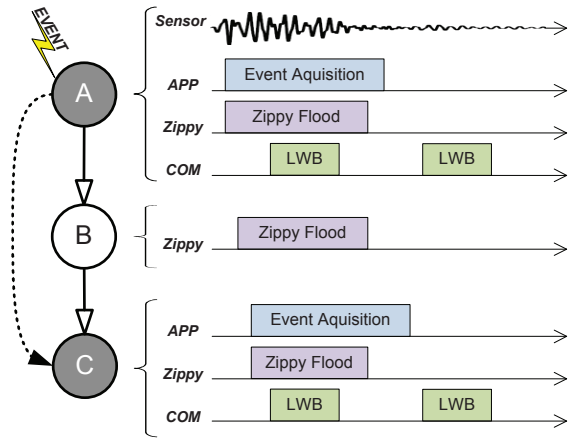 EVENT
Sensor
A
APP
Event Aquisition
Zippy
Zippy Flood
COM
LWB
LWB
B
Zippy
Zippy Flood
C
APP
Event Aquisition
Zippy
Zippy Flood
COM
LWB
LWB